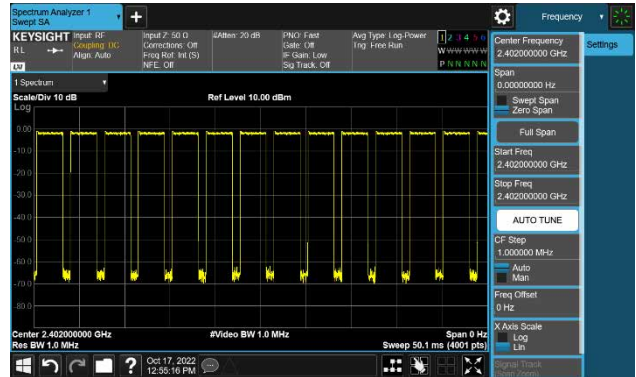 Spectrum Analyzer 1
Swept SA
+
Frequency
KEYSIGHT
RL
LXI
Input: RF
Coupling: DC
Align: Auto
Input Z: 50 Ω
Corrections: Off
Freq Ref: Int (S)
NFE: Off
#Atten: 20 dB
PNO: Fast
Gate: Off
IF Gain: Low
Sig Track: Off
Avg Type: Log-Power
Trig: Free Run
1 2 3 4 5 6
W W W W W W
P N N N N N
Center Frequency
2.402000000 GHz
Settings
Span
0.00000000 Hz
Swept Span
Zero Span
Full Span
Start Freq
2.402000000 GHz
Stop Freq
2.402000000 GHz
AUTO TUNE
CF Step
1.000000 MHz
Auto
Man
Freq Offset
0 Hz
X Axis Scale
Log
Lin
Signal Track
(Span Zoom)
1 Spectrum
Scale/Div 10 dB
Ref Level 10.00 dBm
Log
0.00
-10.0
-20.0
-30.0
-40.0
-50.0
-60.0
-70.0
-80.0
Center 2.402000000 GHz
#Video BW 1.0 MHz
Span 0 Hz
Res BW 1.0 MHz
Sweep 50.1 ms (4001 pts)
?
Oct 17, 2022
12:55:16 PM